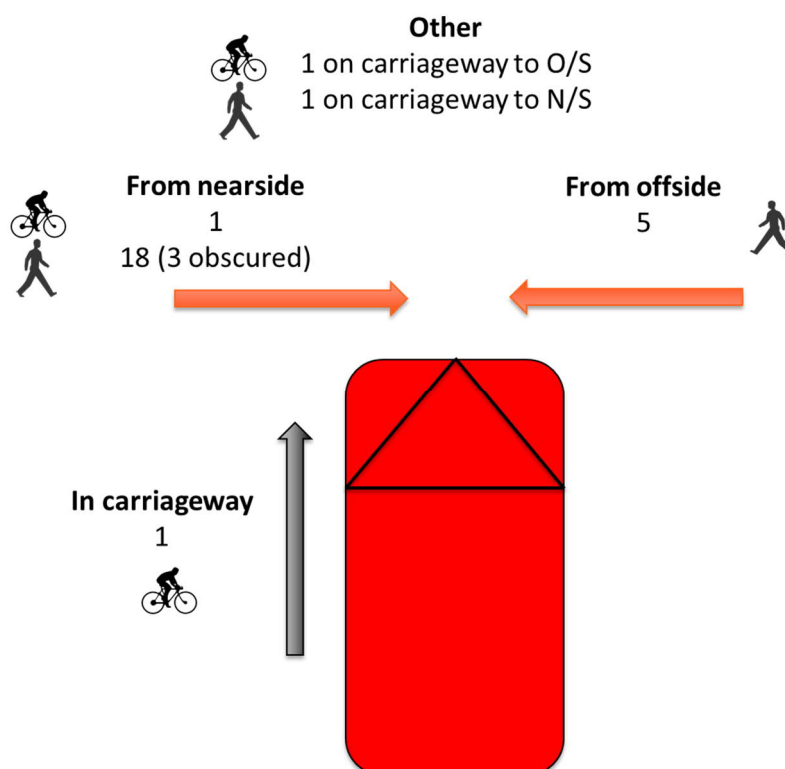 Other
1 on carriageway to O/S
1 on carriageway to N/S
From nearside
1
18 (3 obscured)
From offside
5
In carriageway
1